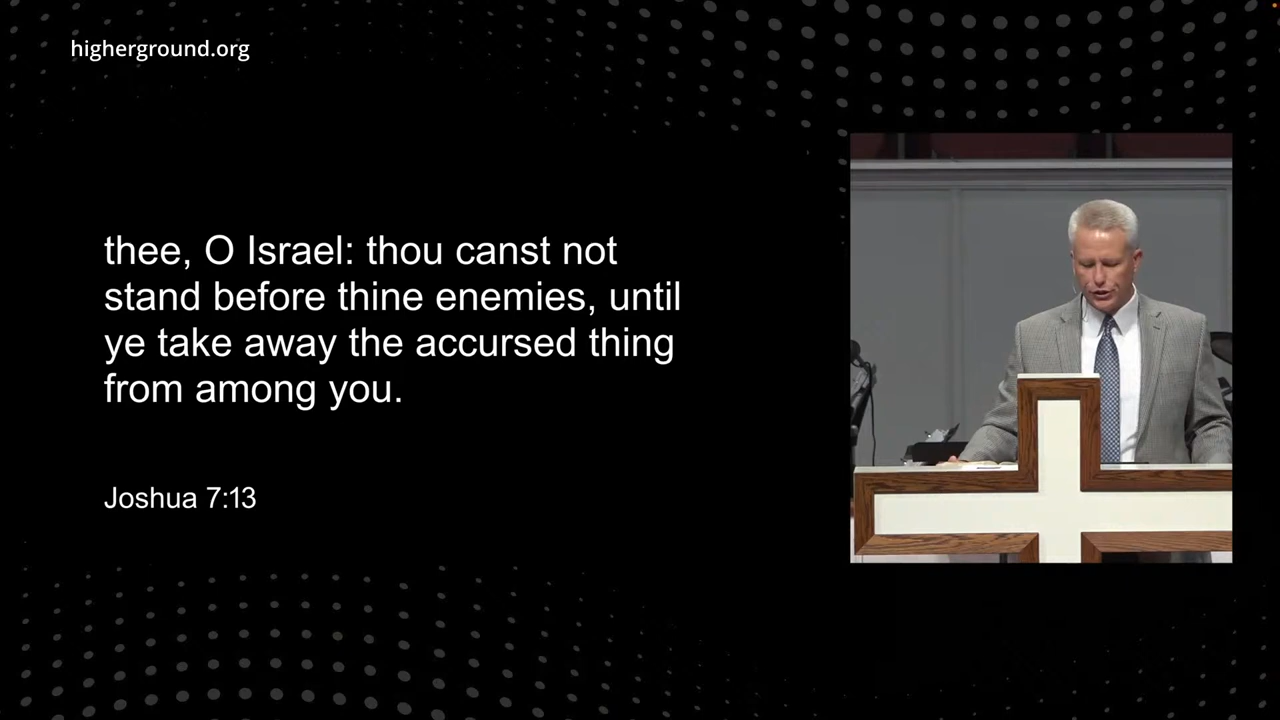 higherground.org
thee, O Israel: thou canst not
stand before thine enemies, until
ye take away the accursed thing
from among you.
Joshua 7:13